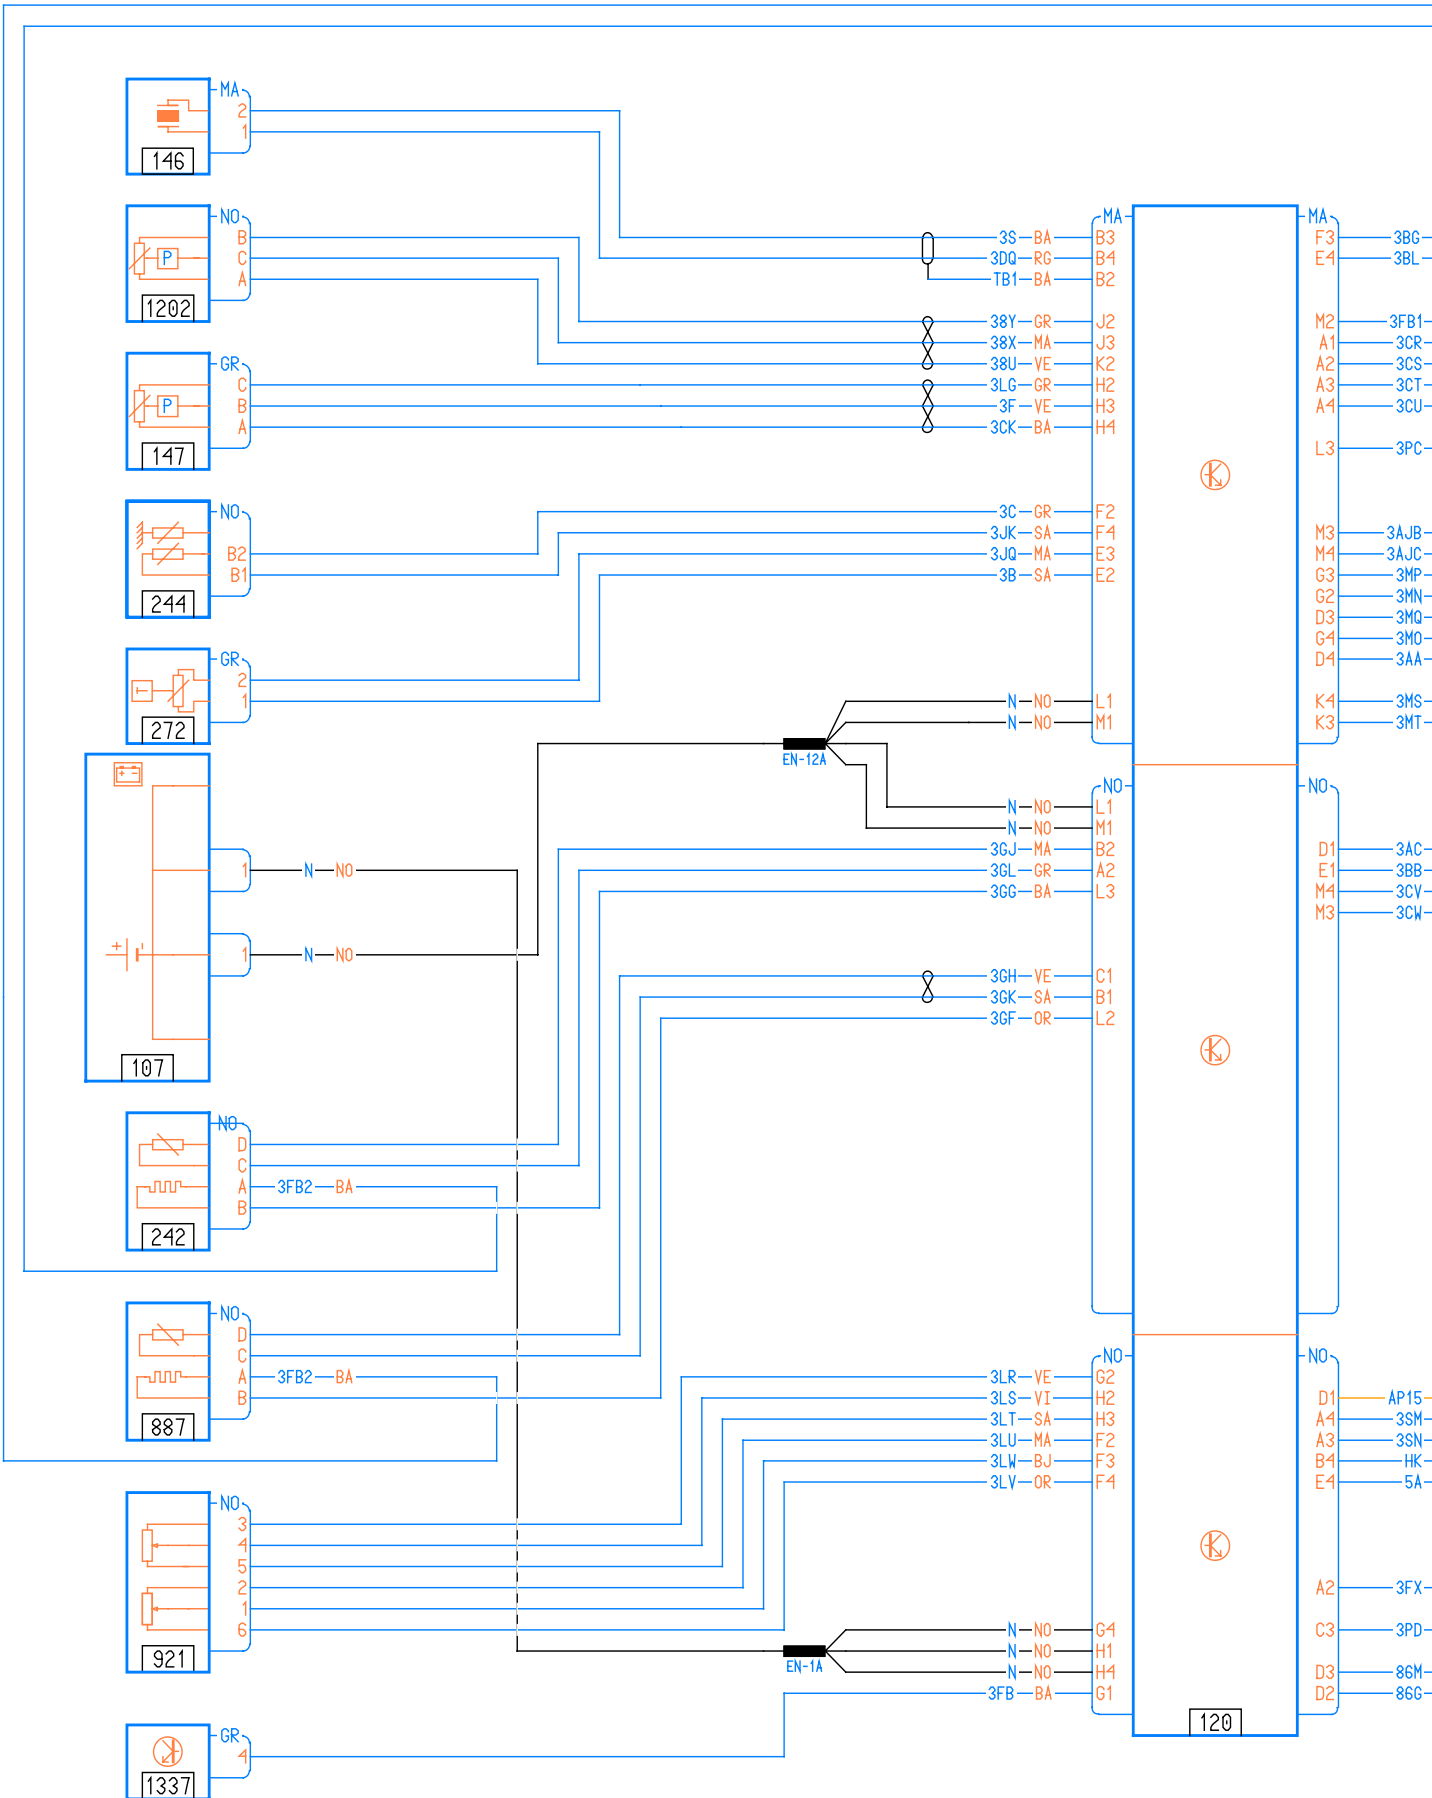 MA
2
1
146
NO
B
C
A
P
1202
GR
C
B
A
P
147
NO
B2
B1
244
GR
2
1
T
272
+ -
1 N NO
+ -
1 N NO
107
NO
D
C
A 3FB2 BA
B
242
NO
D
C
A 3FB2 BA
B
887
NO
3
4
5
2
1
6
921
GR
4
1337
EN-12A
EN-1A
MA
3S BA B3
3DQ RG B4
TB1 BA B2
38Y GR J2
38X MA J3
38U VE K2
3LG GR H2
3F VE H3
3CK BA H4
3C GR F2
3JK SA F4
3JQ MA E3
3B SA E2
N NO L1
N NO M1
NO
N NO L1
N NO M1
3GJ MA B2
3GL GR A2
3GG BA L3
3GH VE C1
3GK SA B1
3GF OR L2
NO
3LR VE G2
3LS VI H2
3LT SA H3
3LU MA F2
3LW BJ F3
3LV OR F4
N NO G4
N NO H1
N NO H4
3FB BA G1
120
MA
F3 3BG
E4 3BL
M2 3FB1
A1 3CR
A2 3CS
A3 3CT
A4 3CU
L3 3PC
M3 3AJB
M4 3AJC
G3 3MP
G2 3MN
D3 3MQ
G4 3MO
D4 3AA
K4 3MS
K3 3MT
NO
D1 3AC
E1 3BB
M4 3CV
M3 3CW
NO
D1 AP15
A4 3SM
A3 3SN
B4 HK
E4 5A
A2 3FX
C3 3PD
D3 86M
D2 86G